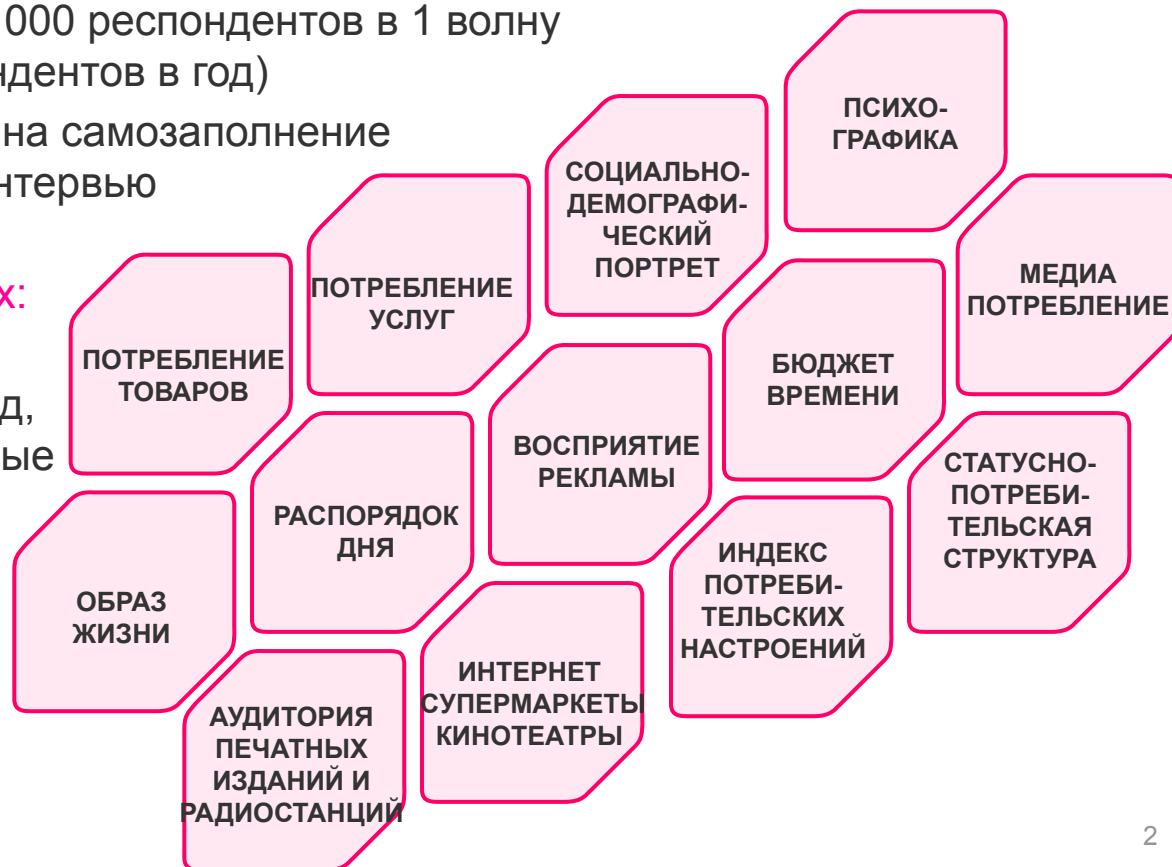 000 респондентов в 1 волну
ндентов в год)
на самозаполнение
нтервью
х:
д,
ые
ПСИХО-
ГРАФИКА
СОЦИАЛЬНО-
ДЕМОГРАФИ-
ЧЕСКИЙ
ПОРТРЕТ
ПОТРЕБЛЕНИЕ
УСЛУГ
МЕДИА
ПОТРЕБЛЕНИЕ
ПОТРЕБЛЕНИЕ
ТОВАРОВ
БЮДЖЕТ
ВРЕМЕНИ
ВОСПРИЯТИЕ
РЕКЛАМЫ
СТАТУСНО-
ПОТРЕБИ-
ТЕЛЬСКАЯ
СТРУКТУРА
РАСПОРЯДОК
ДНЯ
ИНДЕКС
ПОТРЕБИ-
ТЕЛЬСКИХ
НАСТРОЕНИЙ
ОБРАЗ
ЖИЗНИ
ИНТЕРНЕТ
СУПЕРМАРКЕТЫ
КИНОТЕАТРЫ
АУДИТОРИЯ
ПЕЧАТНЫХ
ИЗДАНИЙ И
РАДИОСТАНЦИЙ
2